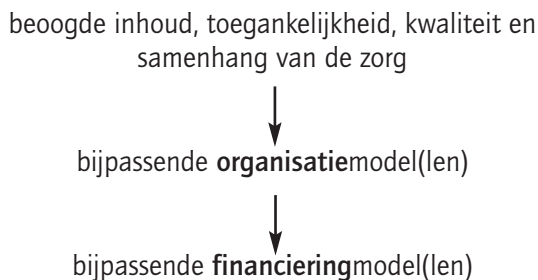 beoogde inhoud, toegankelijkheid, kwaliteit en
samenhang van de zorg
bijpassende organisatiemodel(len)
bijpassende financieringmodel(len)